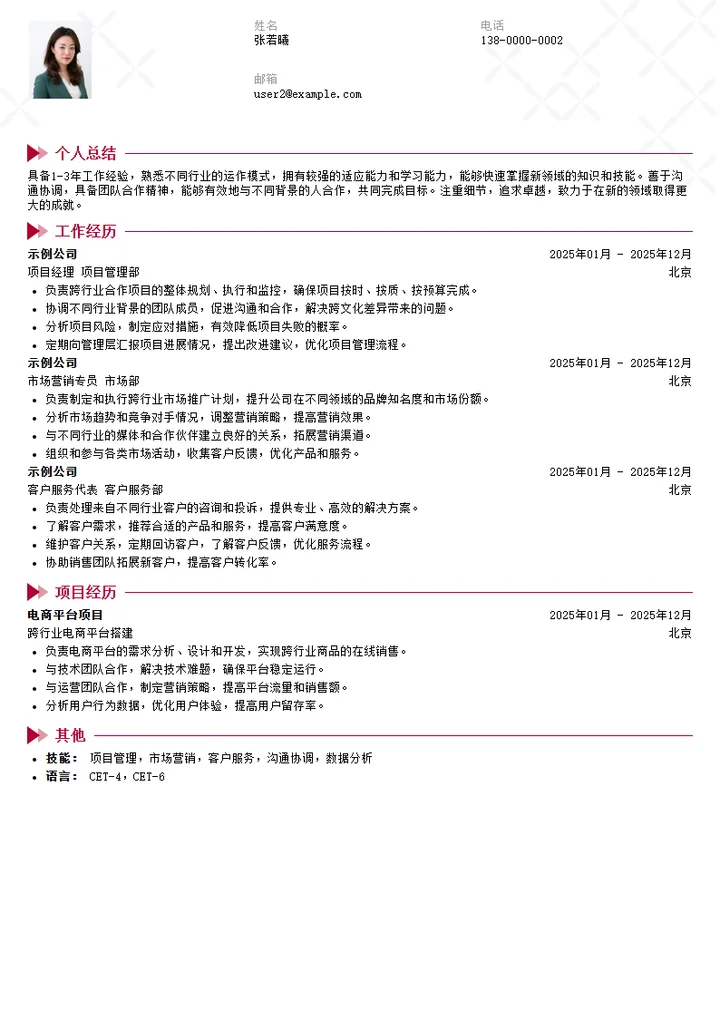 姓名
张若曦
电话
138-0000-0002
邮箱
user2@example.com
个人总结
具备1-3年工作经验，熟悉不同行业的运作模式，拥有较强的适应能力和学习能力，能够快速掌握新领域的知识和技能。善于沟
通协调，具备团队合作精神，能够有效地与不同背景的人合作，共同完成目标。注重细节，追求卓越，致力于在新的领域取得更
大的成就。
工作经历
示例公司 2025年01月 - 2025年12月
项目经理 项目管理部 北京
• 负责跨行业合作项目的整体规划、执行和监控，确保项目按时、按质、按预算完成。
• 协调不同行业背景的团队成员，促进沟通和合作，解决跨文化差异带来的问题。
• 分析项目风险，制定应对措施，有效降低项目失败的概率。
• 定期向管理层汇报项目进展情况，提出改进建议，优化项目管理流程。
示例公司 2025年01月 - 2025年12月
市场营销专员 市场部 北京
• 负责制定和执行跨行业市场推广计划，提升公司在不同领域的品牌知名度和市场份额。
• 分析市场趋势和竞争对手情况，调整营销策略，提高营销效果。
• 与不同行业的媒体和合作伙伴建立良好的关系，拓展营销渠道。
• 组织和参与各类市场活动，收集客户反馈，优化产品和服务。
示例公司 2025年01月 - 2025年12月
客户服务代表 客户服务部 北京
• 负责处理来自不同行业客户的咨询和投诉，提供专业、高效的解决方案。
• 了解客户需求，推荐合适的产品和服务，提高客户满意度。
• 维护客户关系，定期回访客户，了解客户反馈，优化服务流程。
• 协助销售团队拓展新客户，提高客户转化率。
项目经历
电商平台项目 2025年01月 - 2025年12月
跨行业电商平台搭建 北京
• 负责电商平台的需求分析、设计和开发，实现跨行业商品的在线销售。
• 与技术团队合作，解决技术难题，确保平台稳定运行。
• 与运营团队合作，制定营销策略，提高平台流量和销售额。
• 分析用户行为数据，优化用户体验，提高用户留存率。
其他
• 技能： 项目管理，市场营销，客户服务，沟通协调，数据分析
• 语言： CET-4，CET-6